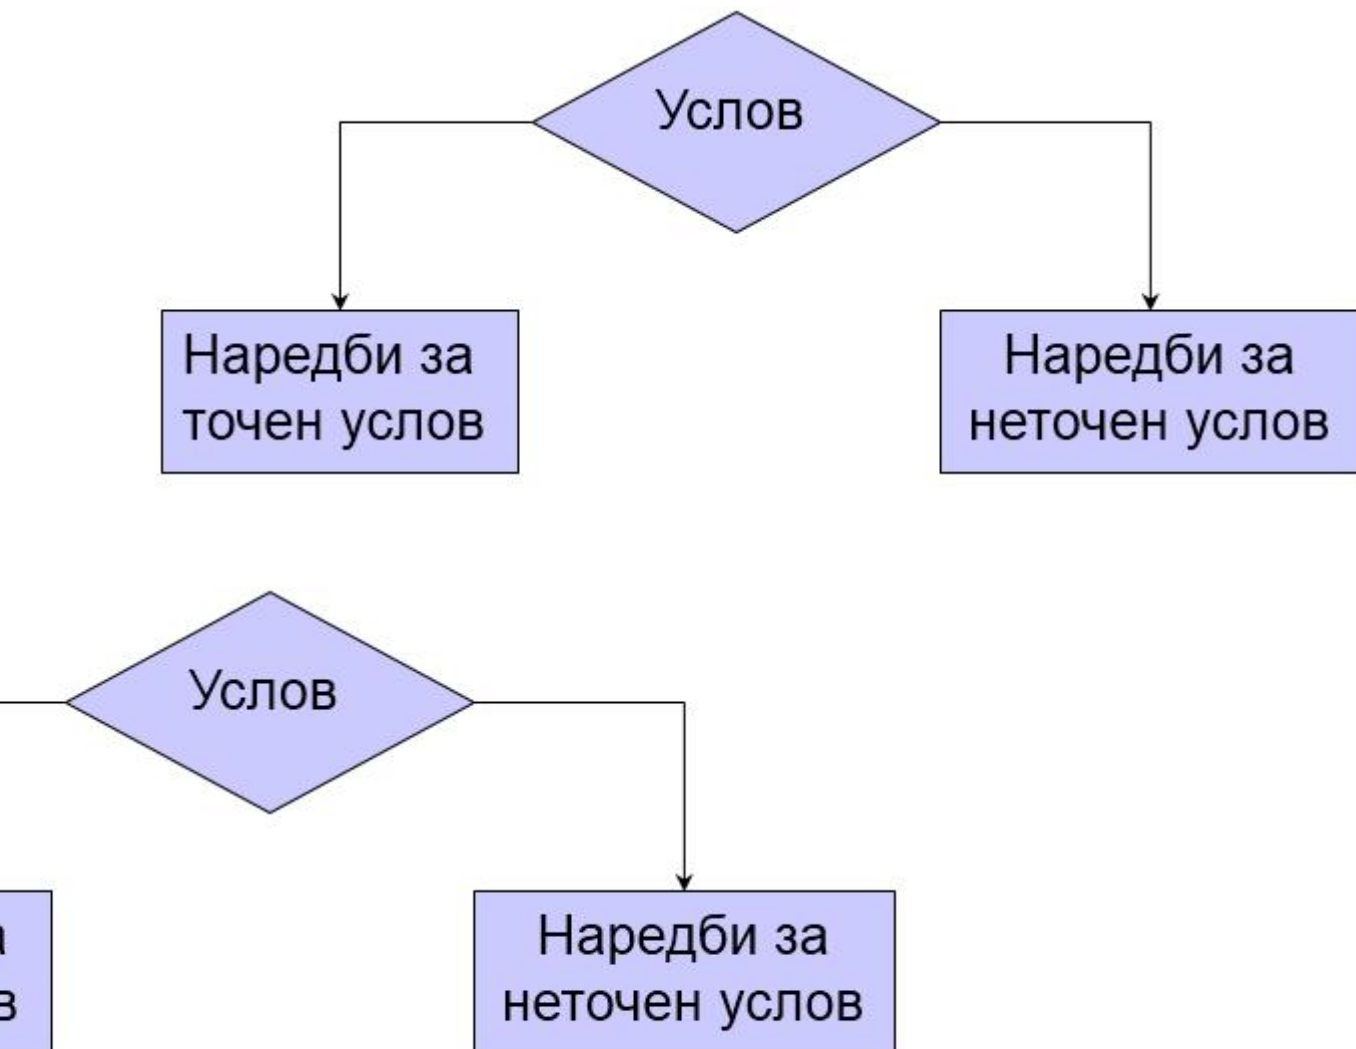 Услов
Наредби за
точен услов
Наредби за
неточен услов
Услов
Наредби за
неточен услов